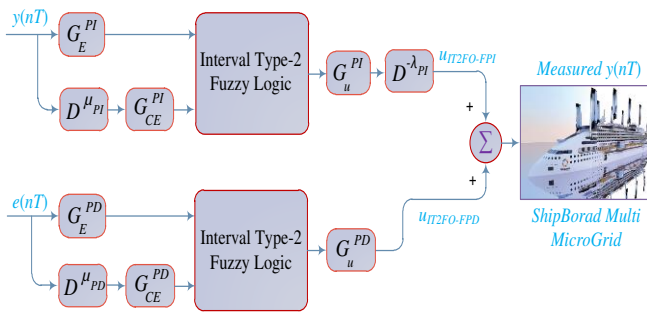 y(nT)
G_E^PI
D^μ_PI
G_CE^PI
Interval Type-2
Fuzzy Logic
G_u^PI
D^-λ_PI
u_IT2FO-FPI
+
Σ
+
Measured y(nT)
ShipBorad Multi
MicroGrid
e(nT)
G_E^PD
D^μ_PD
G_CE^PD
Interval Type-2
Fuzzy Logic
G_u^PD
u_IT2FO-FPD